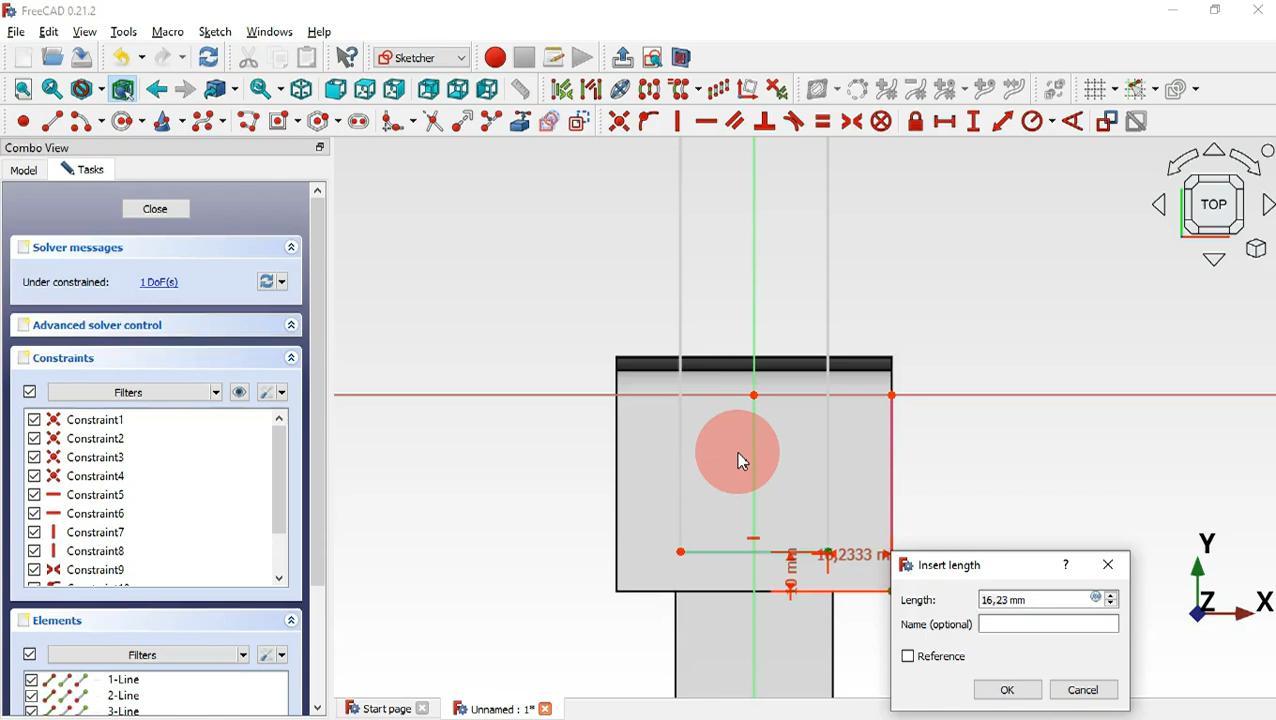 FreeCAD 0.21.2
File Edit View Tools Macro Sketch Windows Help
Sketcher
Combo View
Model Tasks
Close
Solver messages
Under constrained: 1 DoF(s)
Advanced solver control
Constraints
Filters
Constraint1
Constraint2
Constraint3
Constraint4
Constraint5
Constraint6
Constraint7
Constraint8
Constraint9
Elements
Filters
1-Line
2-Line
3-Line
TOP
Y
Z X
Insert length ?
Length: 16,23 mm
Name (optional)
Reference
OK Cancel
Start page Unnamed : 1*